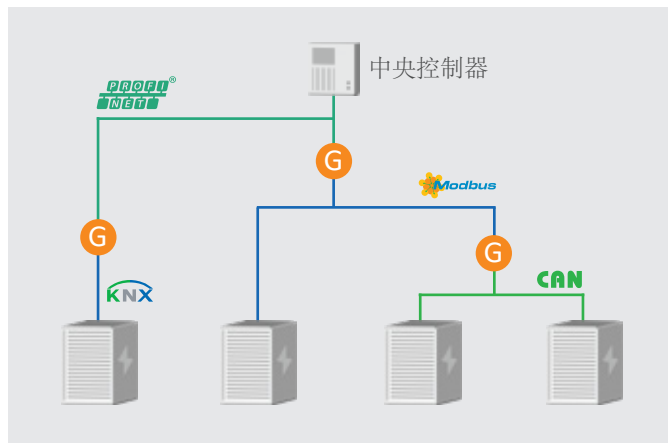 中央控制器
PROFI®
NET
G
Modbus
G
G
KNX
CAN